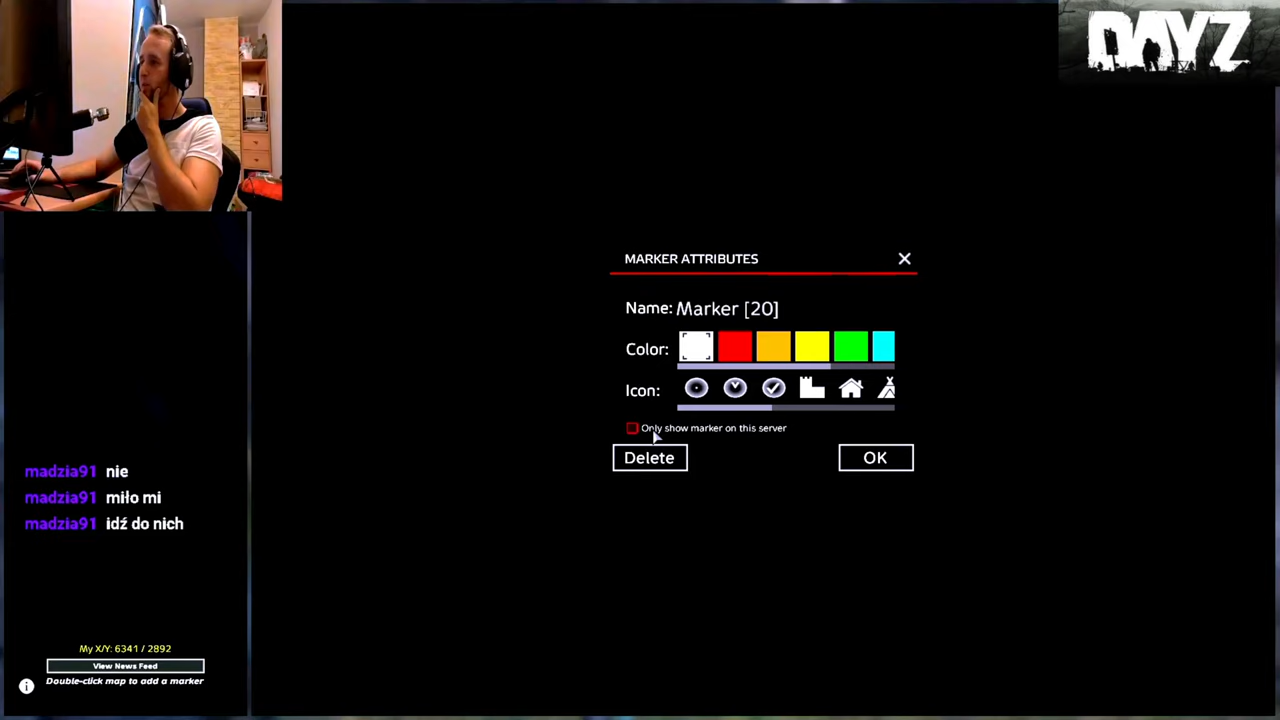 DAYZ
MARKER ATTRIBUTES
Name: Marker [20]
Color:
Icon:
Only show marker on this server
Delete
OK
madzia91 nie
madzia91 miło mi
madzia91 idź do nich
My X/Y: 6341 / 2892
View News Feed
Double-click map to add a marker